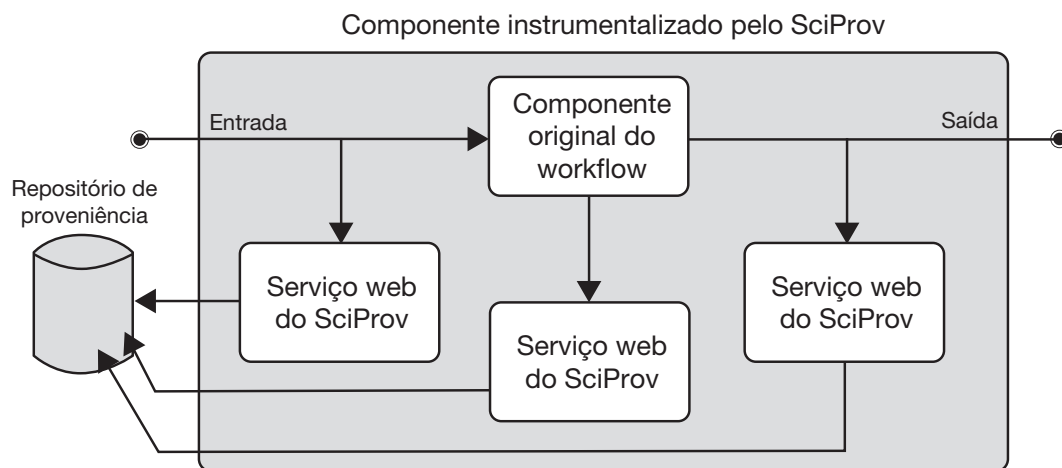 Componente instrumentalizado pelo SciProv
Entrada
Componente
original do
workflow
Saída
Repositório de
proveniência
Serviço web
do SciProv
Serviço web
do SciProv
Serviço web
do SciProv